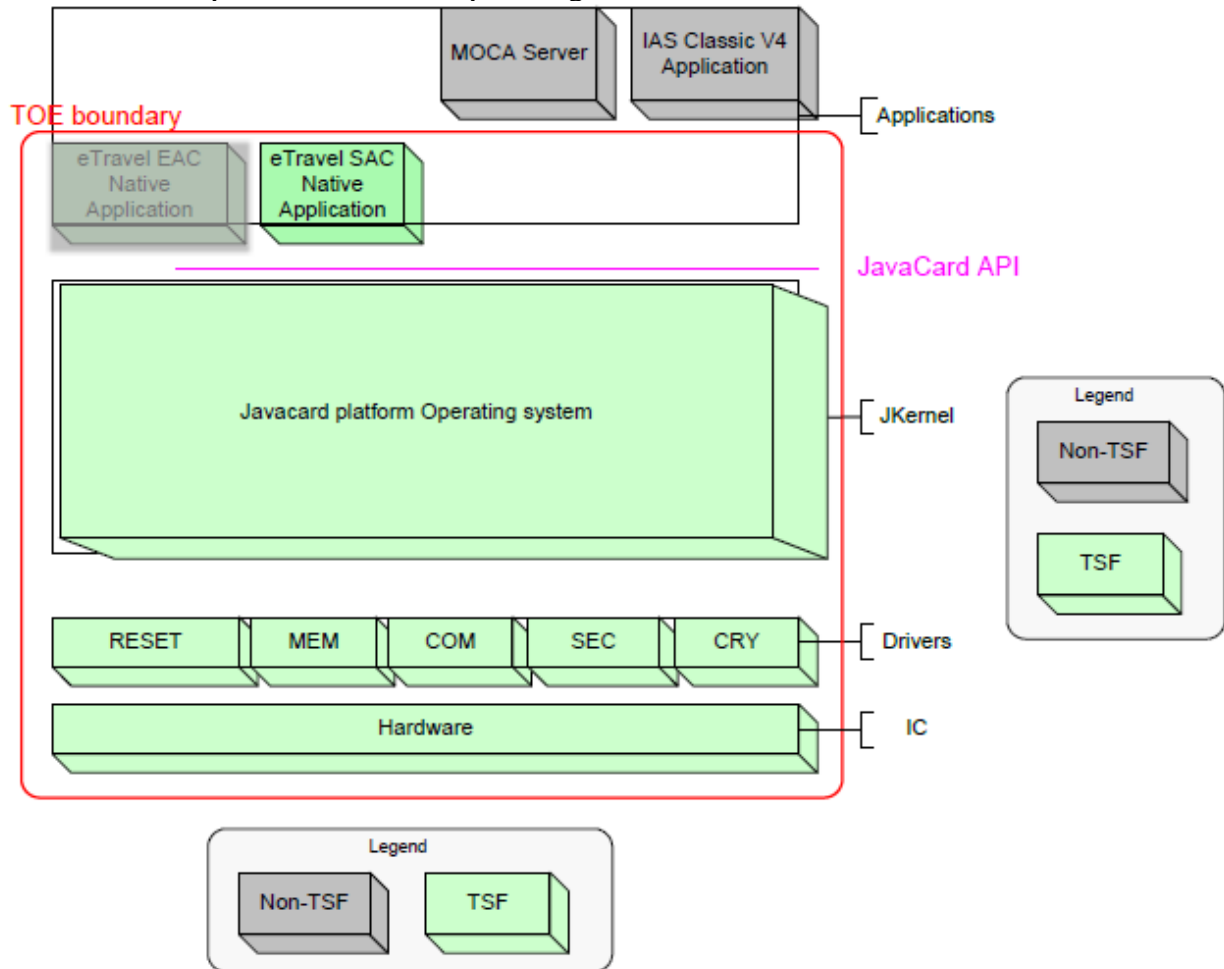 MOCA Server
IAS Classic V4
Application
TOE boundary
Applications
eTravel EAC
Native
Application
eTravel SAC
Native
Application
JavaCard API
Javacard platform Operating system
JKernel
Legend
Non-TSF
TSF
RESET
MEM
COM
SEC
CRY
Drivers
Hardware
IC
Legend
Non-TSF
TSF